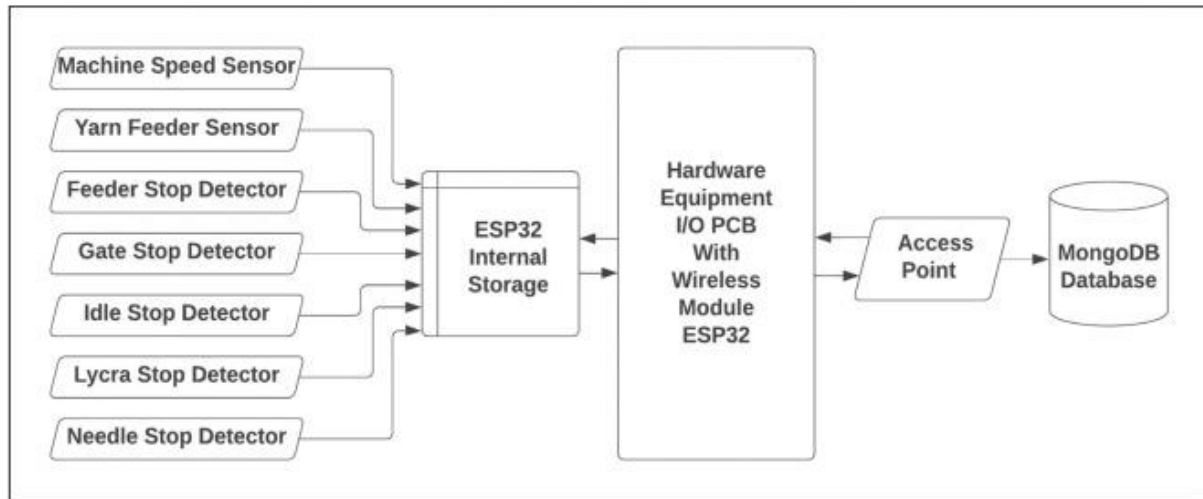 Machine Speed Sensor
Yarn Feeder Sensor
Feeder Stop Detector
Gate Stop Detector
Idle Stop Detector
Lycra Stop Detector
Needle Stop Detector
ESP32
Internal
Storage
Hardware
Equipment
I/O PCB
With
Wireless
Module
ESP32
Access
Point
MongoDB
Database